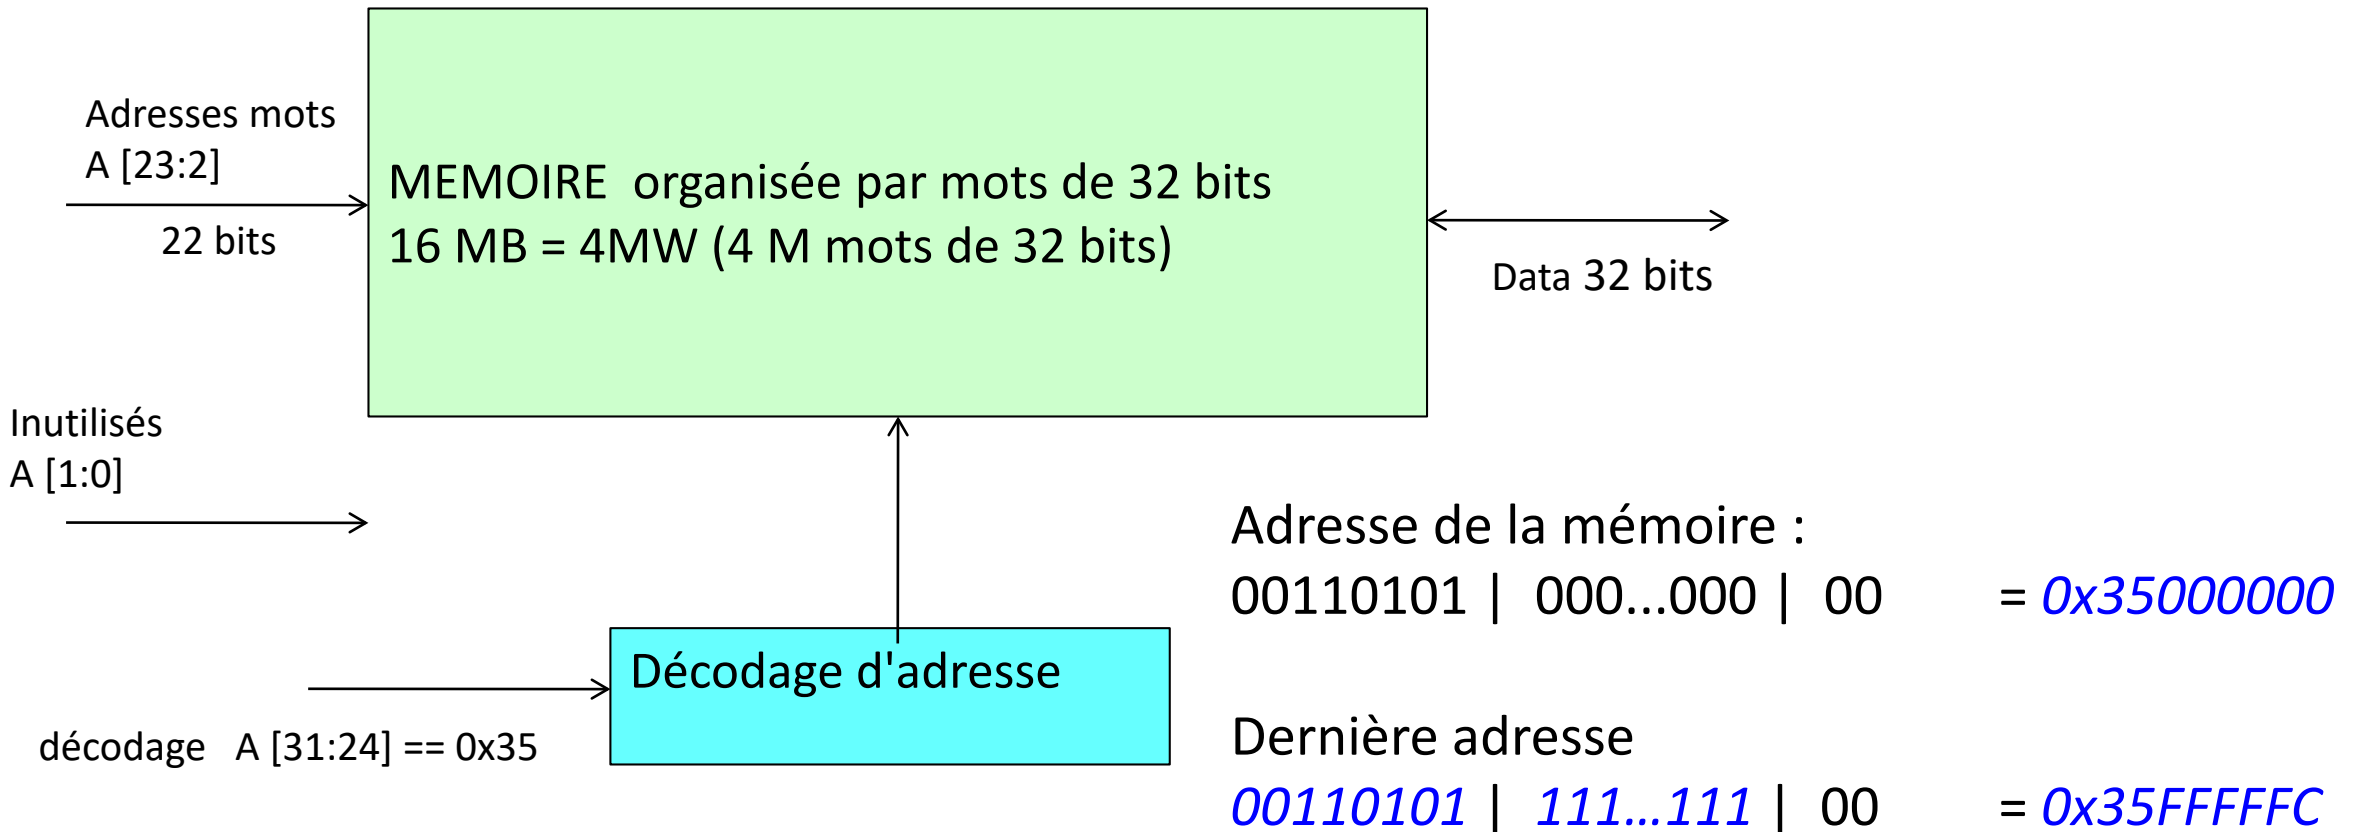 Adresses mots
A [23:2]
22 bits
MEMOIRE organisée par mots de 32 bits
16 MB = 4MW (4 M mots de 32 bits)
Data 32 bits
Inutilisés
A [1:0]
Décodage d'adresse
décodage A [31:24] == 0x35
Adresse de la mémoire :
00110101 | 000...000 | 00 = 0x35000000
Dernière adresse
00110101 | 111...111 | 00 = 0x35FFFFFC